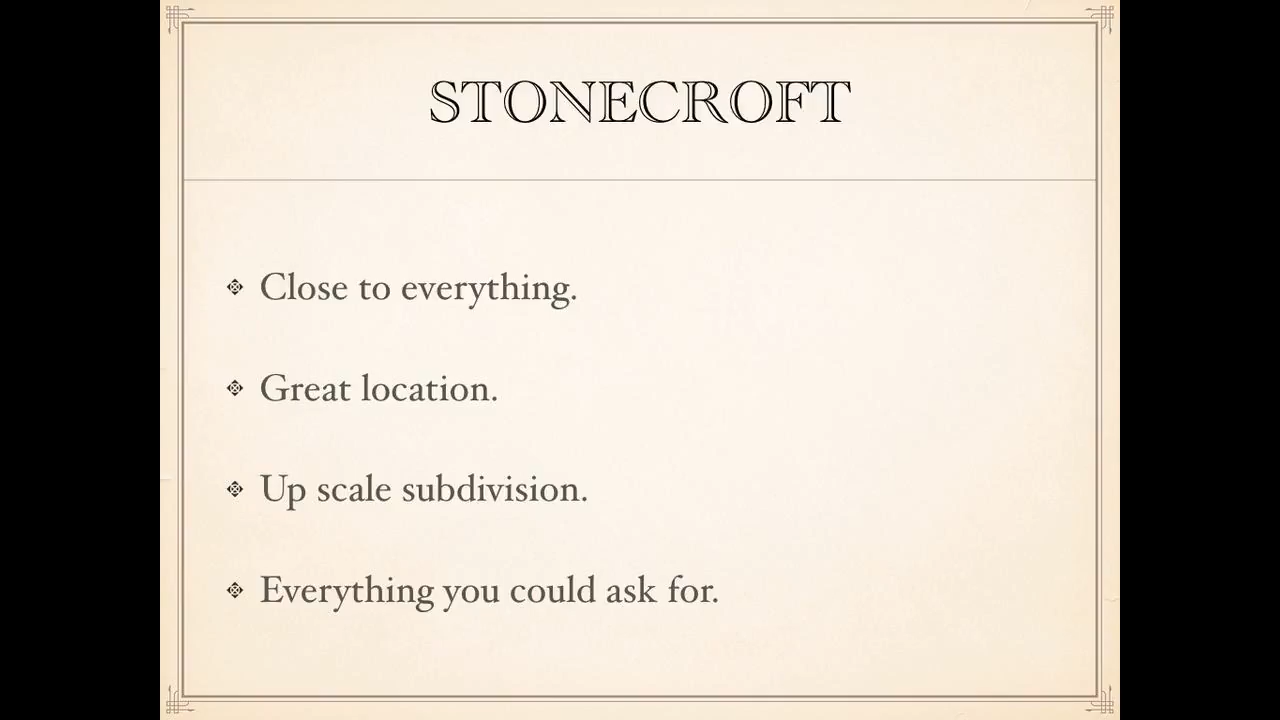 STONECROFT
Close to everything.
Great location.
Up scale subdivision.
Everything you could ask for.